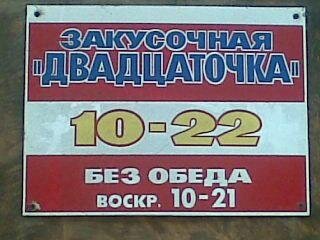 ЗАКУСОЧНАЯ
"ДВАДЦАТОЧКА"
10-22
БЕЗ ОБЕДА
ВОСКР. 10-21